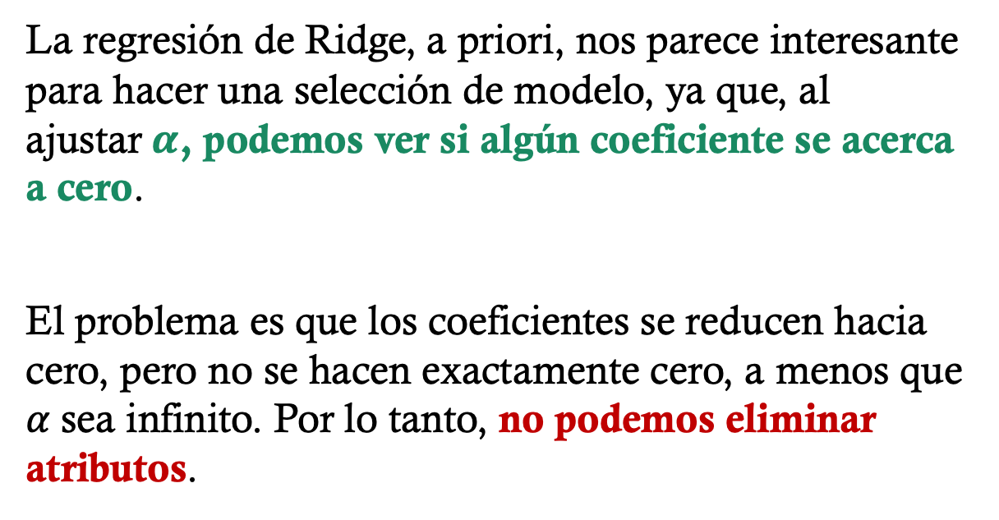 La regresión de Ridge, a priori, nos parece interesante
para hacer una selección de modelo, ya que, al
ajustar α, podemos ver si algún coeficiente se acerca
a cero.
El problema es que los coeficientes se reducen hacia
cero, pero no se hacen exactamente cero, a menos que
α sea infinito. Por lo tanto, no podemos eliminar
atributos.